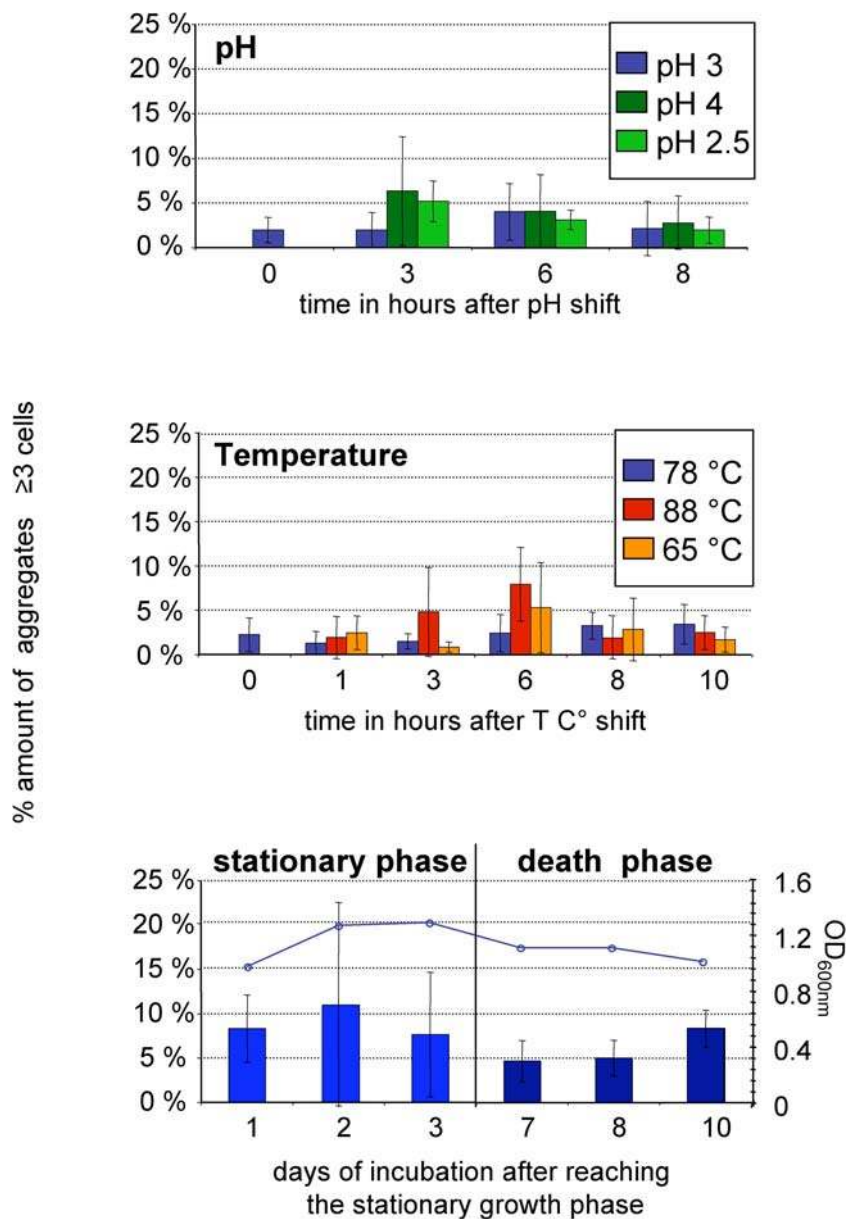 % amount of aggregates ≥3 cells
pH
25 %
20 %
15 %
10 %
5 %
0 %
pH 3
pH 4
pH 2.5
0 3 6 8
time in hours after pH shift
Temperature
25 %
20 %
15 %
10 %
5 %
0 %
78 °C
88 °C
65 °C
0 1 3 6 8 10
time in hours after T C° shift
stationary phase death phase
25 %
20 %
15 %
10 %
5 %
0 %
1.6
1.2
0.8
0.4
0
OD600nm
1 2 3 7 8 10
days of incubation after reaching
the stationary growth phase